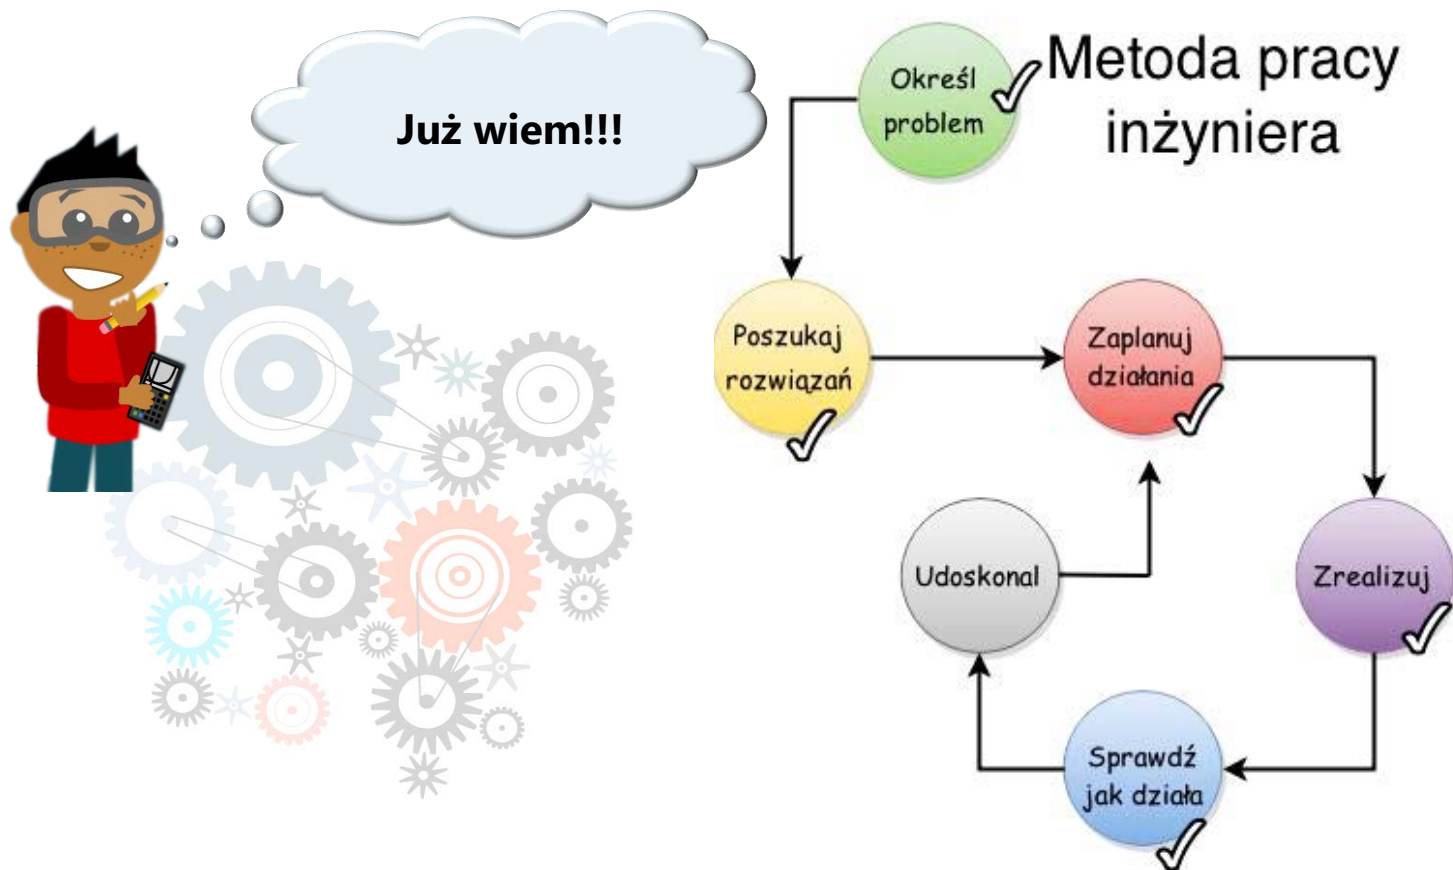 Już wiem!!!
Metoda pracy
inżyniera
Określ
problem
Poszukaj
rozwiązań
Zaplanuj
działania
Zrealizuj
Sprawdź
jak działa
Udoskonal